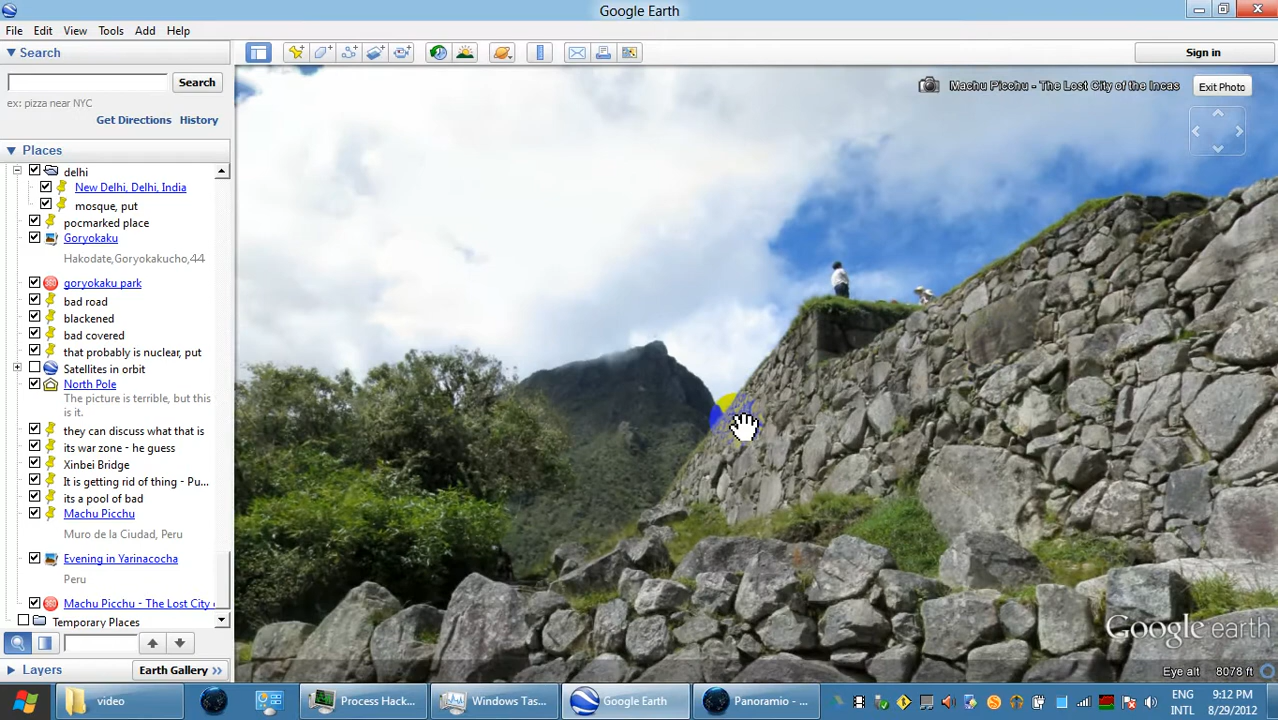 Google Earth
File Edit View Tools Add Help
Search
Search
ex: pizza near NYC
Get Directions History
Places
delhi
New Delhi, Delhi, India
mosque, put
pocmarked place
Goryokaku
Hakodate,Goryokakucho,44
goryokaku park
bad road
blackened
bad covered
that probably is nuclear, put
Satellites in orbit
North Pole
The picture is terrible, but this
is w
they can discuss what that is
its war zone - he guess
Xinbei Bridge
It is getting rid of thing - Pu...
its a pool of bad
Machu Picchu
Muro de la Ciudad, Peru
Evening in Yarinacocha
Peru
Machu Picchu - The Lost City
Temporary Places
Layers
Earth Gallery >>
Sign in
Machu Picchu - The Lost City of the Incas
Exit Photo
Google earth
Eye alt 8078 ft
video
Process Hack...
Windows Tas...
Google Earth
Panoramio - ...
ENG
INTL
9:12 PM
8/29/2012